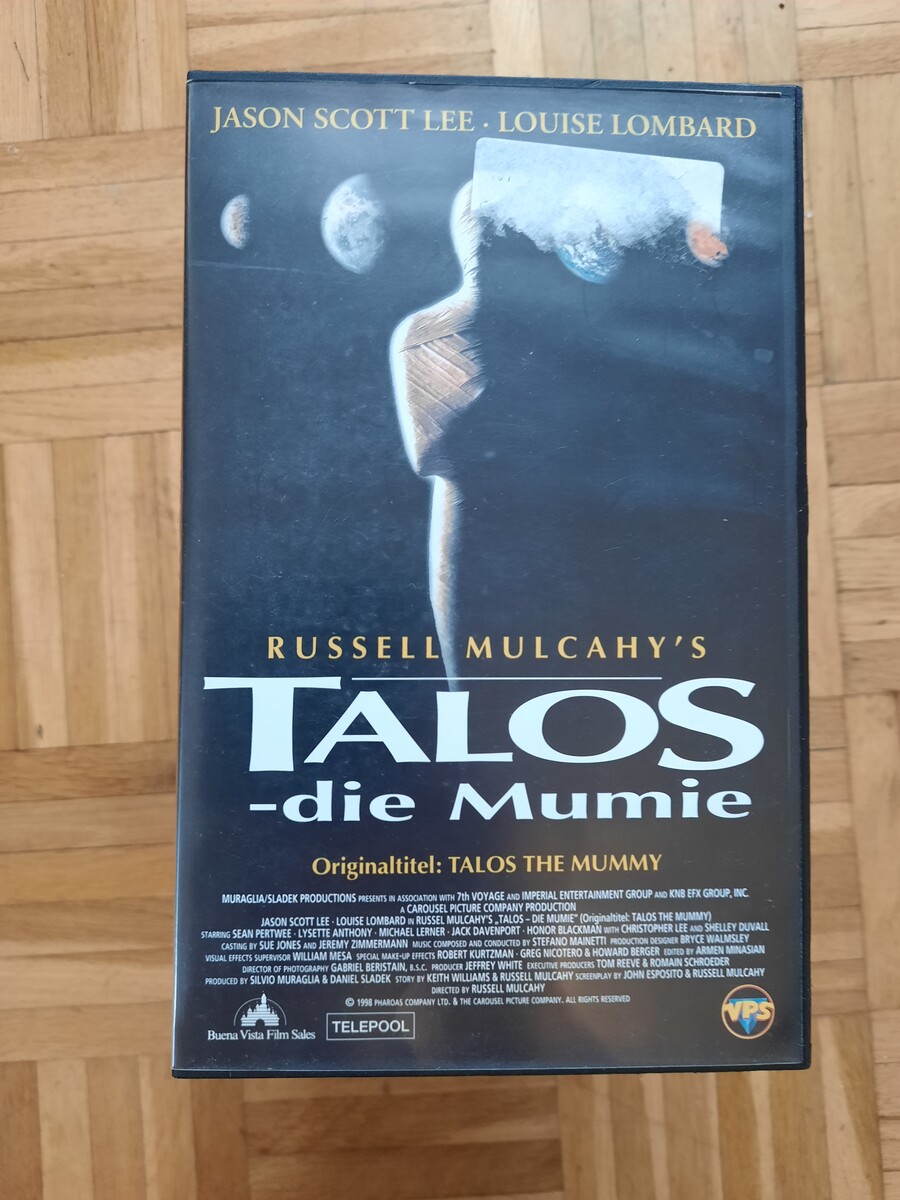 JASON SCOTT LEE · LOUISE LOMBARD
RUSSELL MULCAHY'S
TALOS
-die Mumie
Originaltitel: TALOS THE MUMMY
MURAGLIA/SLADEK PRODUCTIONS PRESENTS IN ASSOCIATION WITH 7th VOYAGE AND IMPERIAL ENTERTAINMENT GROUP AND KNB EFX GROUP, INC.
A CAROUSEL PICTURE COMPANY PRODUCTION
JASON SCOTT LEE · LOUISE LOMBARD IN RUSSEL MULCAHY'S „TALOS – DIE MUMIE" (Originaltitel: TALOS THE MUMMY)
STARRING SEAN PERTWEE · LYSETTE ANTHONY · MICHAEL LERNER · JACK DAVENPORT · HONOR BLACKMAN WITH CHRISTOPHER LEE AND SHELLEY DUVALL
CASTING BY SUE JONES AND JEREMY ZIMMERMANN MUSIC COMPOSED AND CONDUCTED BY STEFANO MAINETTI PRODUCTION DESIGNER BRYCE WALMSLEY
VISUAL EFFECTS SUPERVISOR WILLIAM MESA SPECIAL MAKE-UP EFFECTS ROBERT KURTZMAN · GREG NICOTERO & HOWARD BERGER EDITED BY ARMEN MINASIAN
DIRECTOR OF PHOTOGRAPHY GABRIEL BERISTAIN, B.S.C. PRODUCER JEFFREY WHITE EXECUTIVE PRODUCERS TOM REEVE & ROMAIN SCHROEDER
PRODUCED BY SILVIO MURAGLIA & DANIEL SLADEK STORY BY KEITH WILLIAMS & RUSSELL MULCAHY SCREENPLAY BY JOHN ESPOSITO & RUSSELL MULCAHY
DIRECTED BY RUSSELL MULCAHY
© 1998 PHAROAS COMPANY LTD. & THE CAROUSEL PICTURE COMPANY. ALL RIGHTS RESERVED
Buena Vista Film Sales
TELEPOOL
VPS